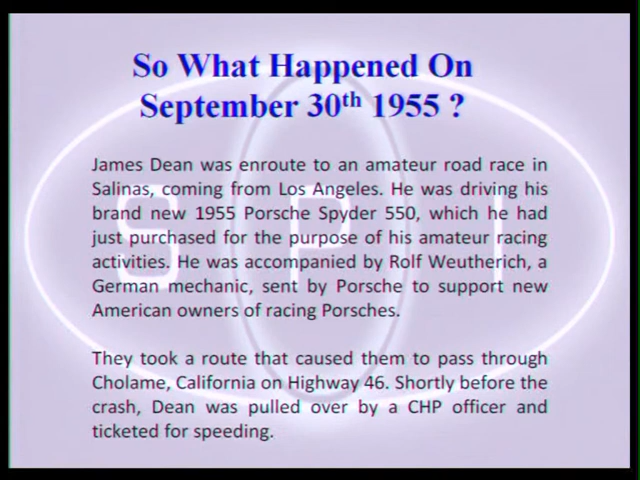 So What Happened On
September 30th 1955 ?
James Dean was enroute to an amateur road race in
Salinas, coming from Los Angeles. He was driving his
brand new 1955 Porsche Spyder 550, which he had
just purchased for the purpose of his amateur racing
activities. He was accompanied by Rolf Weutherich, a
German mechanic, sent by Porsche to support new
American owners of racing Porsches.
They took a route that caused them to pass through
Cholame, California on Highway 46. Shortly before the
crash, Dean was pulled over by a CHP officer and
ticketed for speeding.
S P I